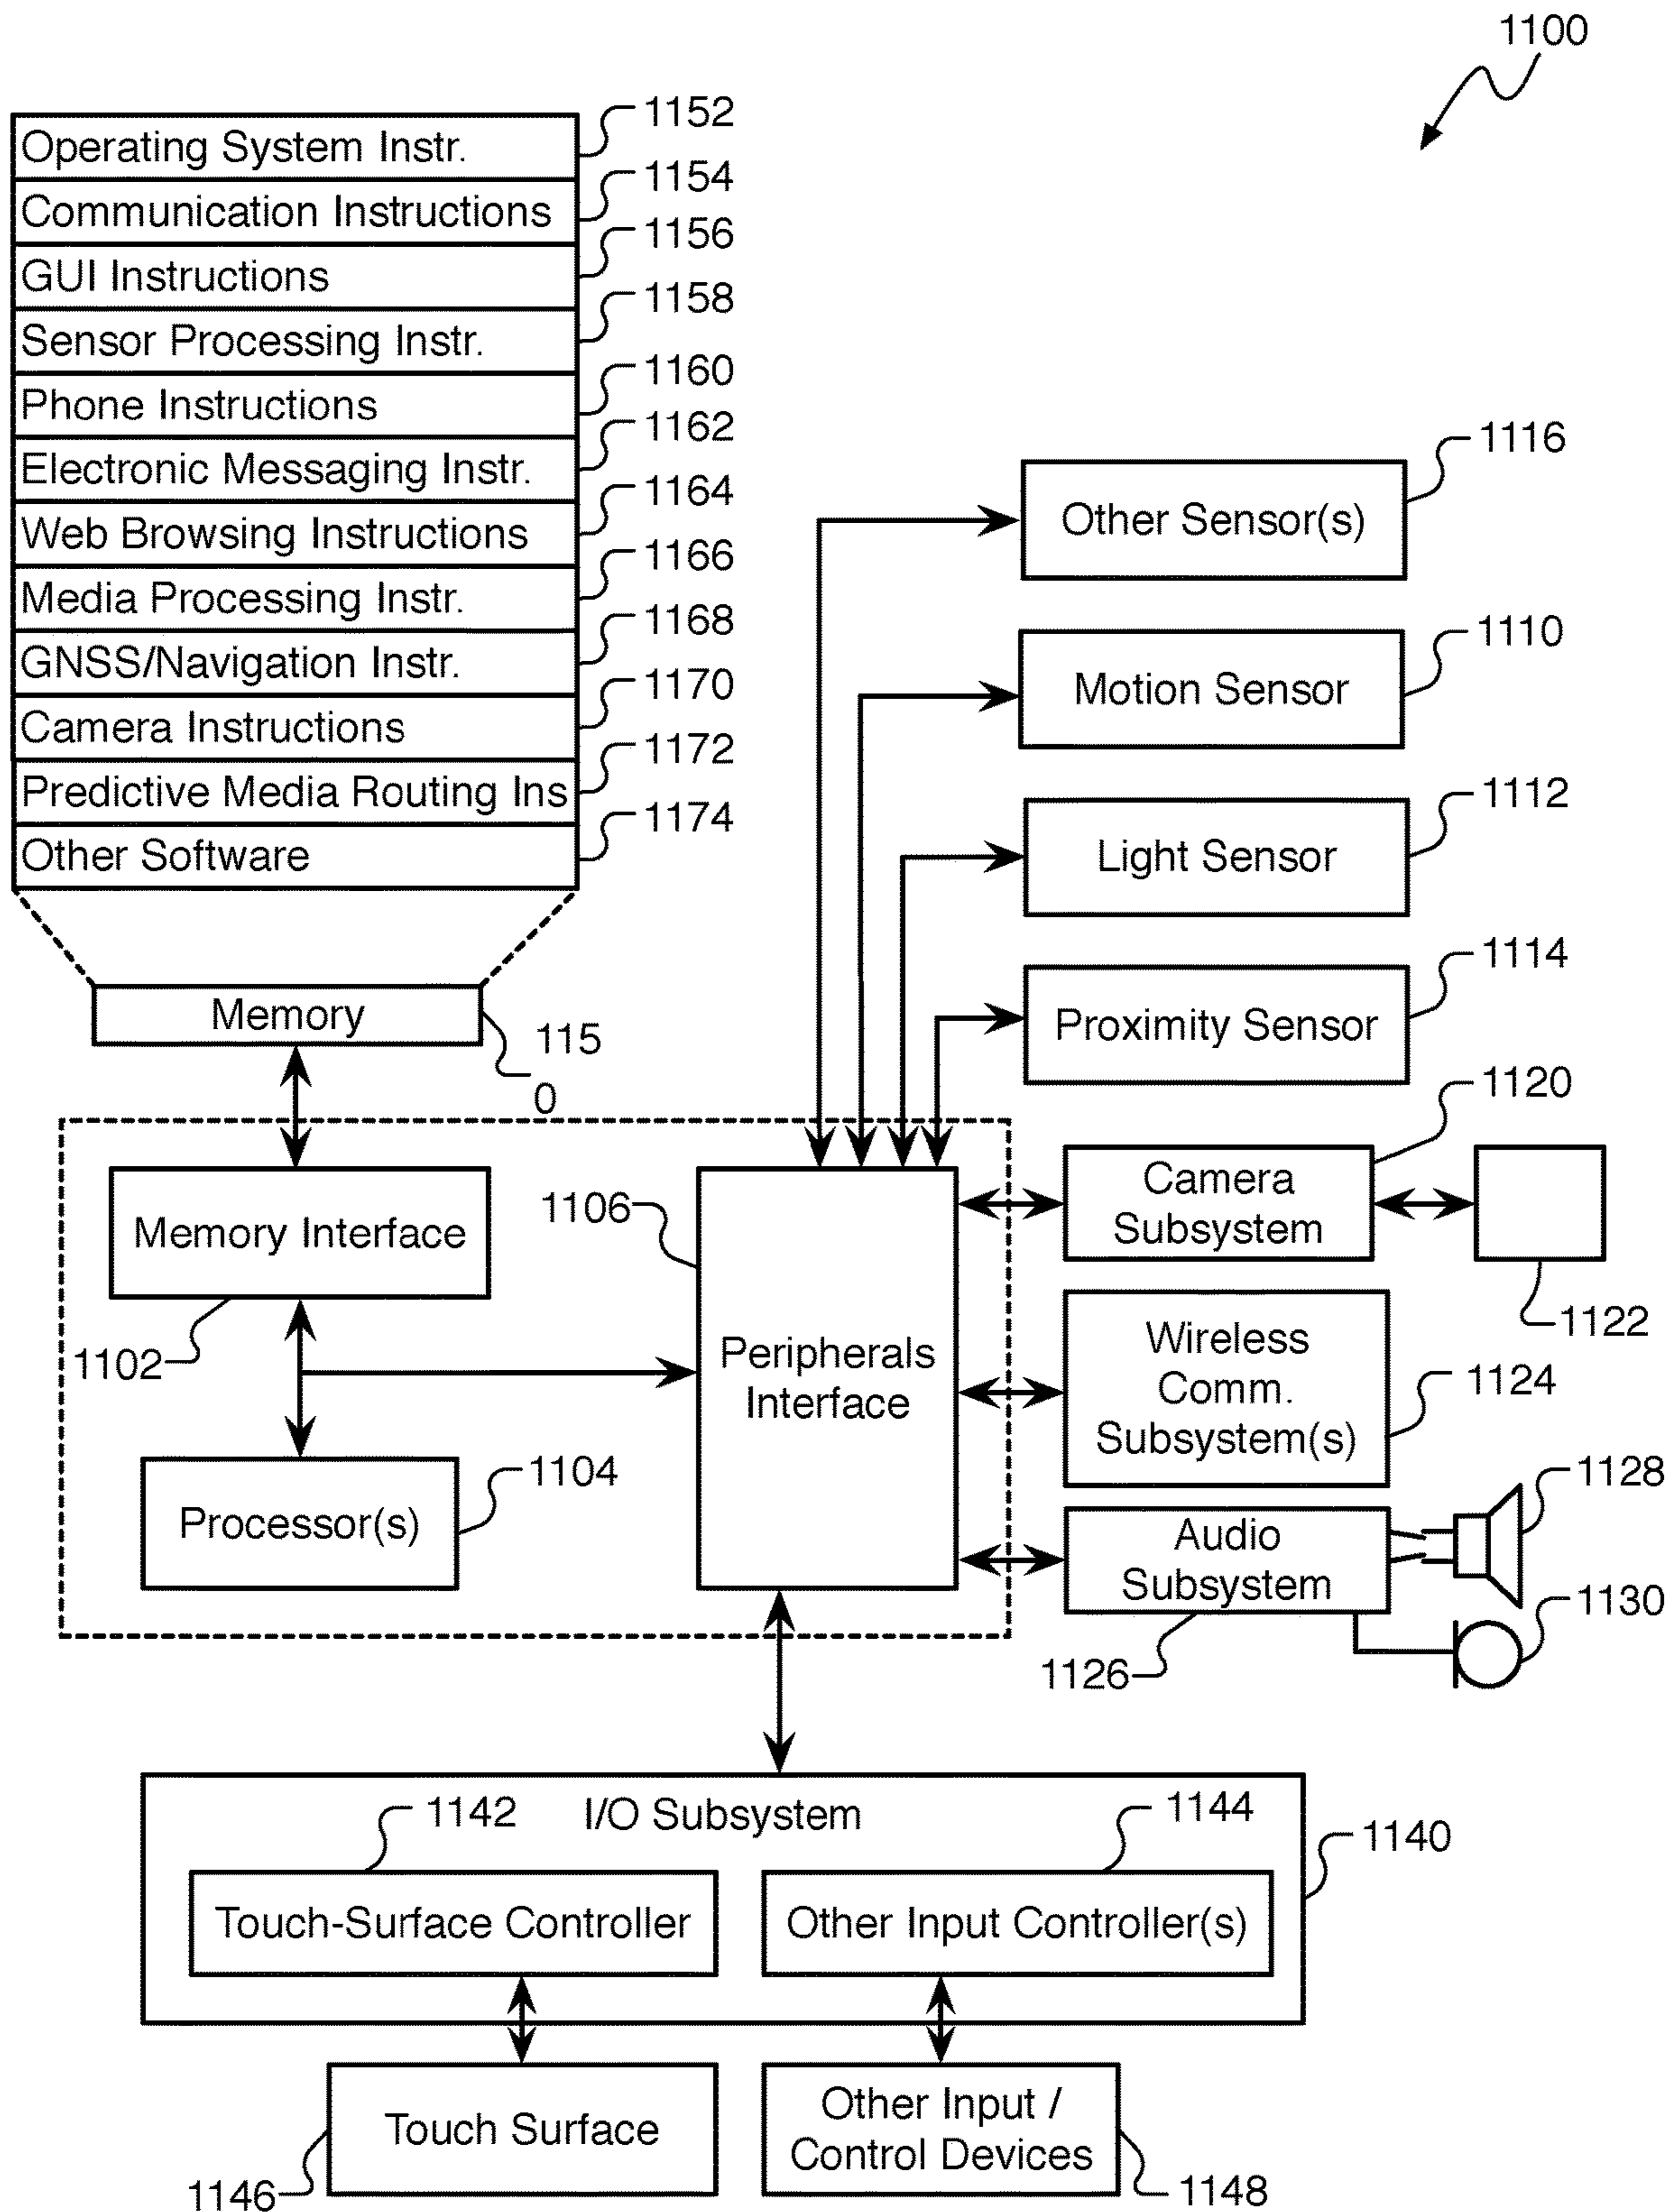 1100
Operating System Instr.
1152
Communication Instructions
1154
GUI Instructions
1156
Sensor Processing Instr.
1158
Phone Instructions
1160
Electronic Messaging Instr.
1162
Web Browsing Instructions
1164
Media Processing Instr.
1166
GNSS/Navigation Instr.
1168
Camera Instructions
1170
Predictive Media Routing Ins
1172
Other Software
1174
Memory
115
0
Other Sensor(s)
1116
Motion Sensor
1110
Light Sensor
1112
Proximity Sensor
1114
Memory Interface
1102
Processor(s)
1104
1106
Peripherals
Interface
Camera
Subsystem
1120
1122
Wireless
Comm.
Subsystem(s)
1124
Audio
Subsystem
1126
1128
1130
I/O Subsystem
1140
1142
Touch-Surface Controller
1144
Other Input Controller(s)
Touch Surface
1146
Other Input /
Control Devices
1148